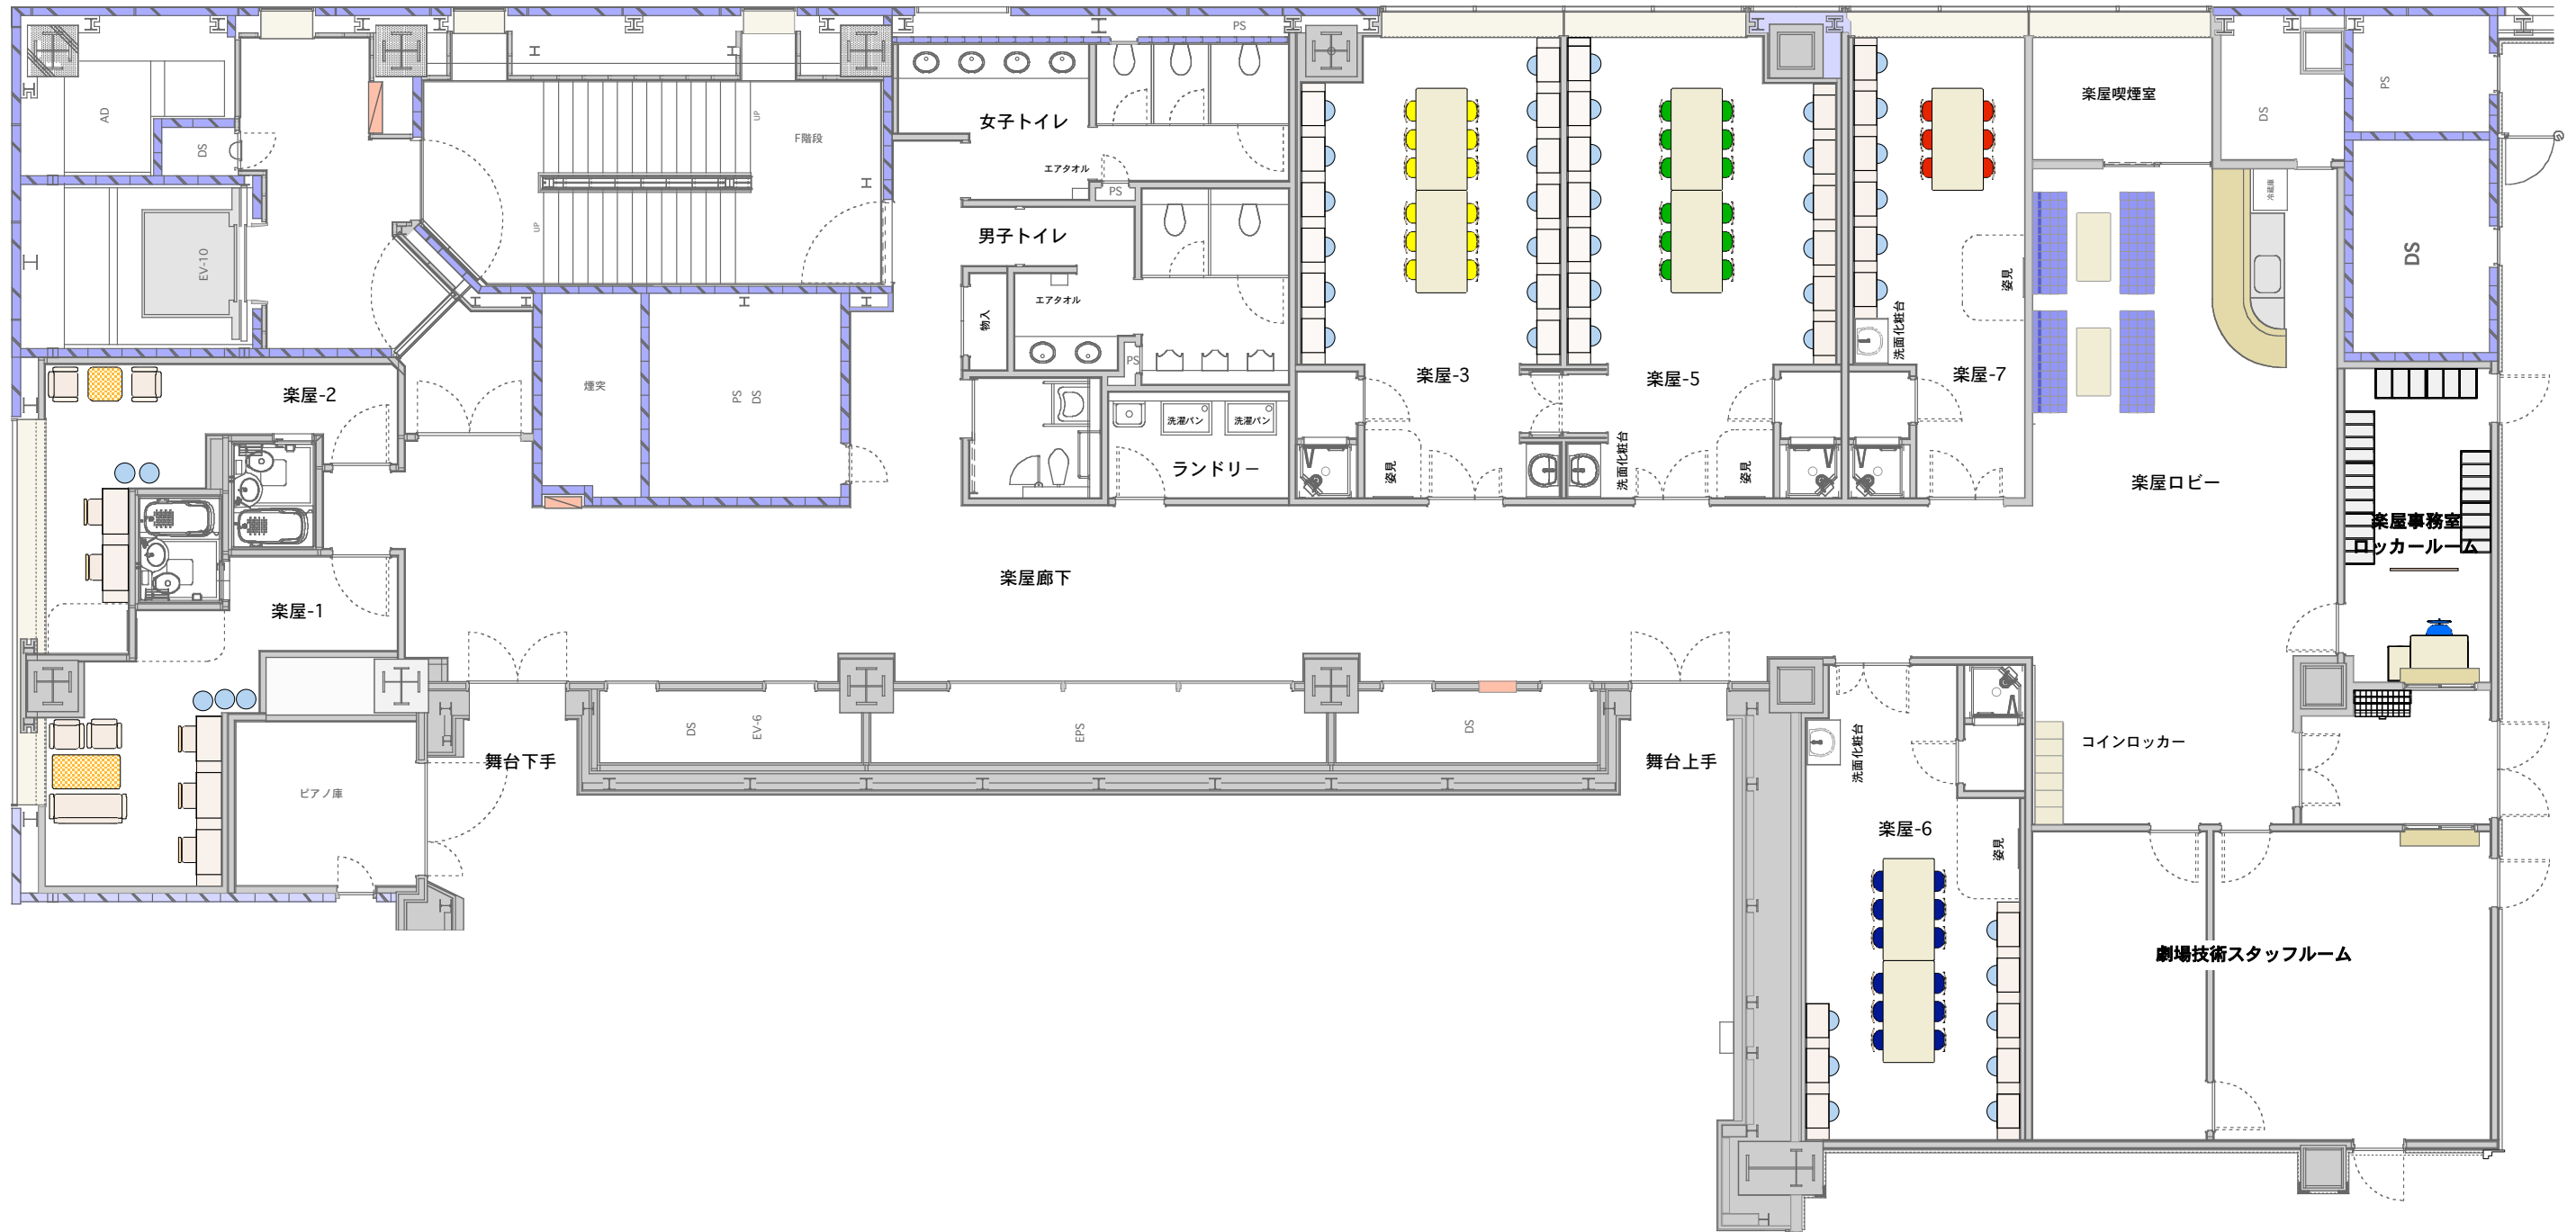 PS
AD
DS
EV-10
UP
UP
F階段
女子トイレ
エアタオル
PS
男子トイレ
エアタオル
物入
PS
煙突
PS
DS
洗濯パン
洗濯パン
ランドリー
楽屋-3
姿見
洗面化粧台
楽屋-5
姿見
楽屋-7
洗面化粧台
姿見
楽屋喫煙室
DS
PS
冷蔵庫
DS
楽屋ロビー
楽屋事務室
ロッカールーム
楽屋-2
楽屋-1
楽屋廊下
ピアノ庫
舞台下手
DS
EV-6
EPS
DS
舞台上手
洗面化粧台
楽屋-6
姿見
コインロッカー
劇場技術スタッフルーム